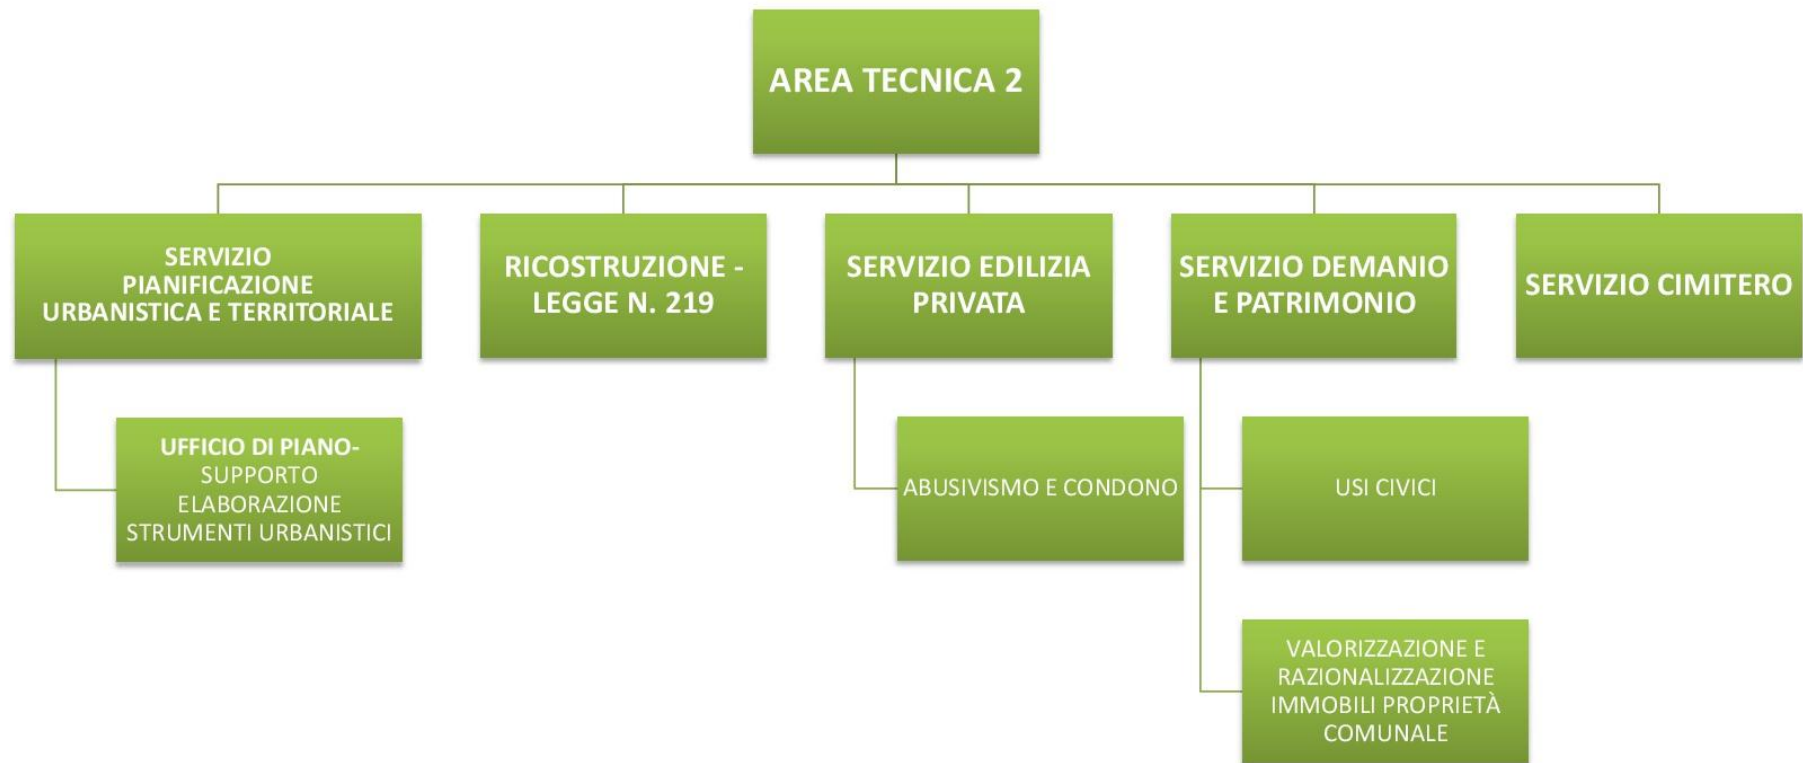 AREA TECNICA 2
SERVIZIO
PIANIFICAZIONE
URBANISTICA E TERRITORIALE
RICOSTRUZIONE -
LEGGE N. 219
SERVIZIO EDILIZIA
PRIVATA
SERVIZIO DEMANIO
E PATRIMONIO
SERVIZIO CIMITERO
UFFICIO DI PIANO-
SUPPORTO
ELABORAZIONE
STRUMENTI URBANISTICI
ABUSIVISMO E CONDONO
USI CIVICI
VALORIZZAZIONE E
RAZIONALIZZAZIONE
IMMOBILI PROPRIETÀ
COMUNALE